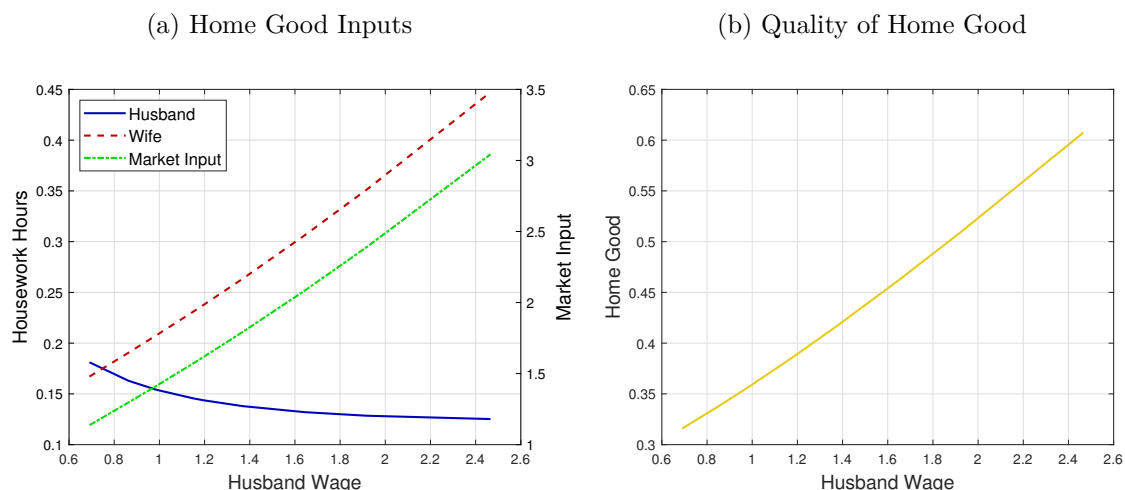 (a) Home Good Inputs
0.45
0.4
0.35
0.3
0.25
0.2
0.15
0.1
Housework Hours
Husband
Wife
Market Input
3.5
3
2.5
2
1.5
1
Market Input
0.6 0.8 1 1.2 1.4 1.6 1.8 2 2.2 2.4 2.6
Husband Wage
(b) Quality of Home Good
0.65
0.6
0.55
0.5
0.45
0.4
0.35
0.3
Home Good
0.6 0.8 1 1.2 1.4 1.6 1.8 2 2.2 2.4 2.6
Husband Wage